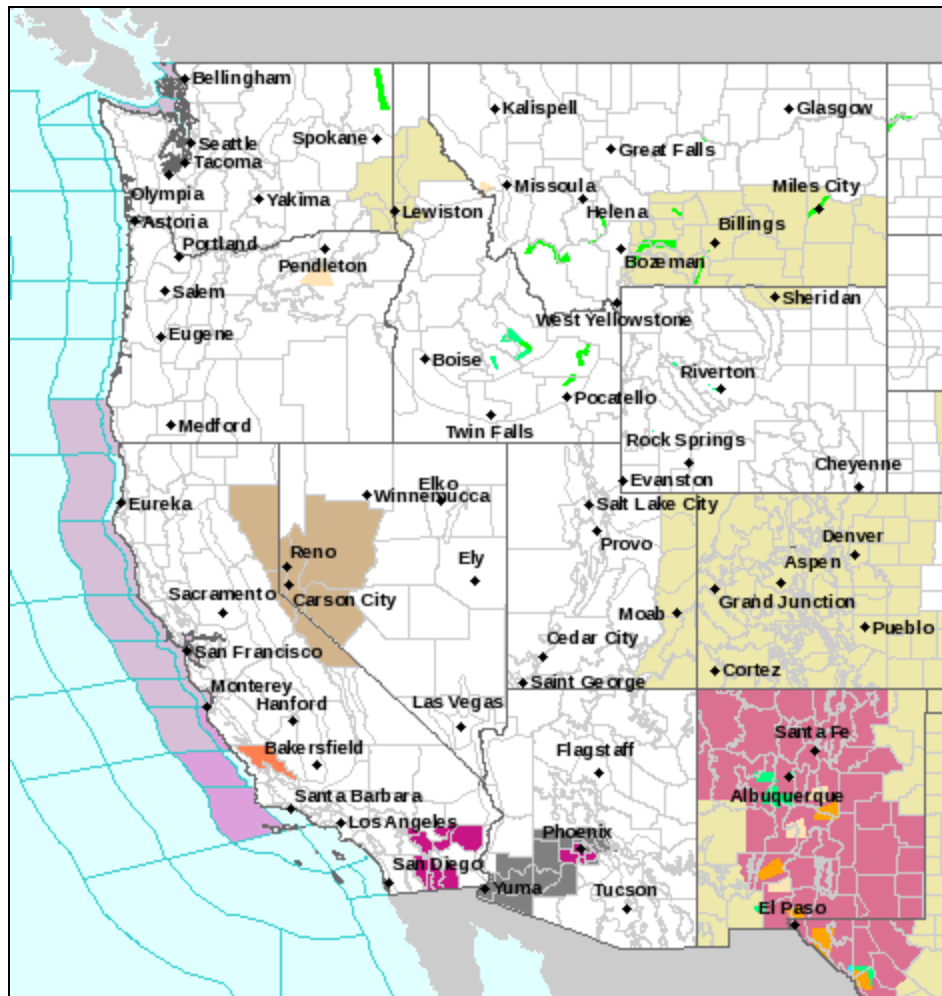 Bellingham
Kalispell
Glasgow
Spokane
Seattle
Great Falls
Tacoma
Missoula
Miles City
Olympia
Yakima
Lewiston
Helena
Astoria
Billings
Portland
Pendleton
Bozeman
Salem
Sheridan
West Yellowstone
Eugene
Boise
Riverton
Pocatello
Medford
Twin Falls
Rock Springs
Cheyenne
Elko
Evanston
Winnemucca
Eureka
Salt Lake City
Denver
Provo
Reno
Ely
Aspen
Sacramento
Carson City
Grand Junction
Moab
Pueblo
Cedar City
San Francisco
Cortez
Saint George
Monterey
Las Vegas
Hanford
Santa Fe
Bakersfield
Flagstaff
Santa Barbara
Albuquerque
Los Angeles
Phoenix
San Diego
Yuma
Tucson
El Paso